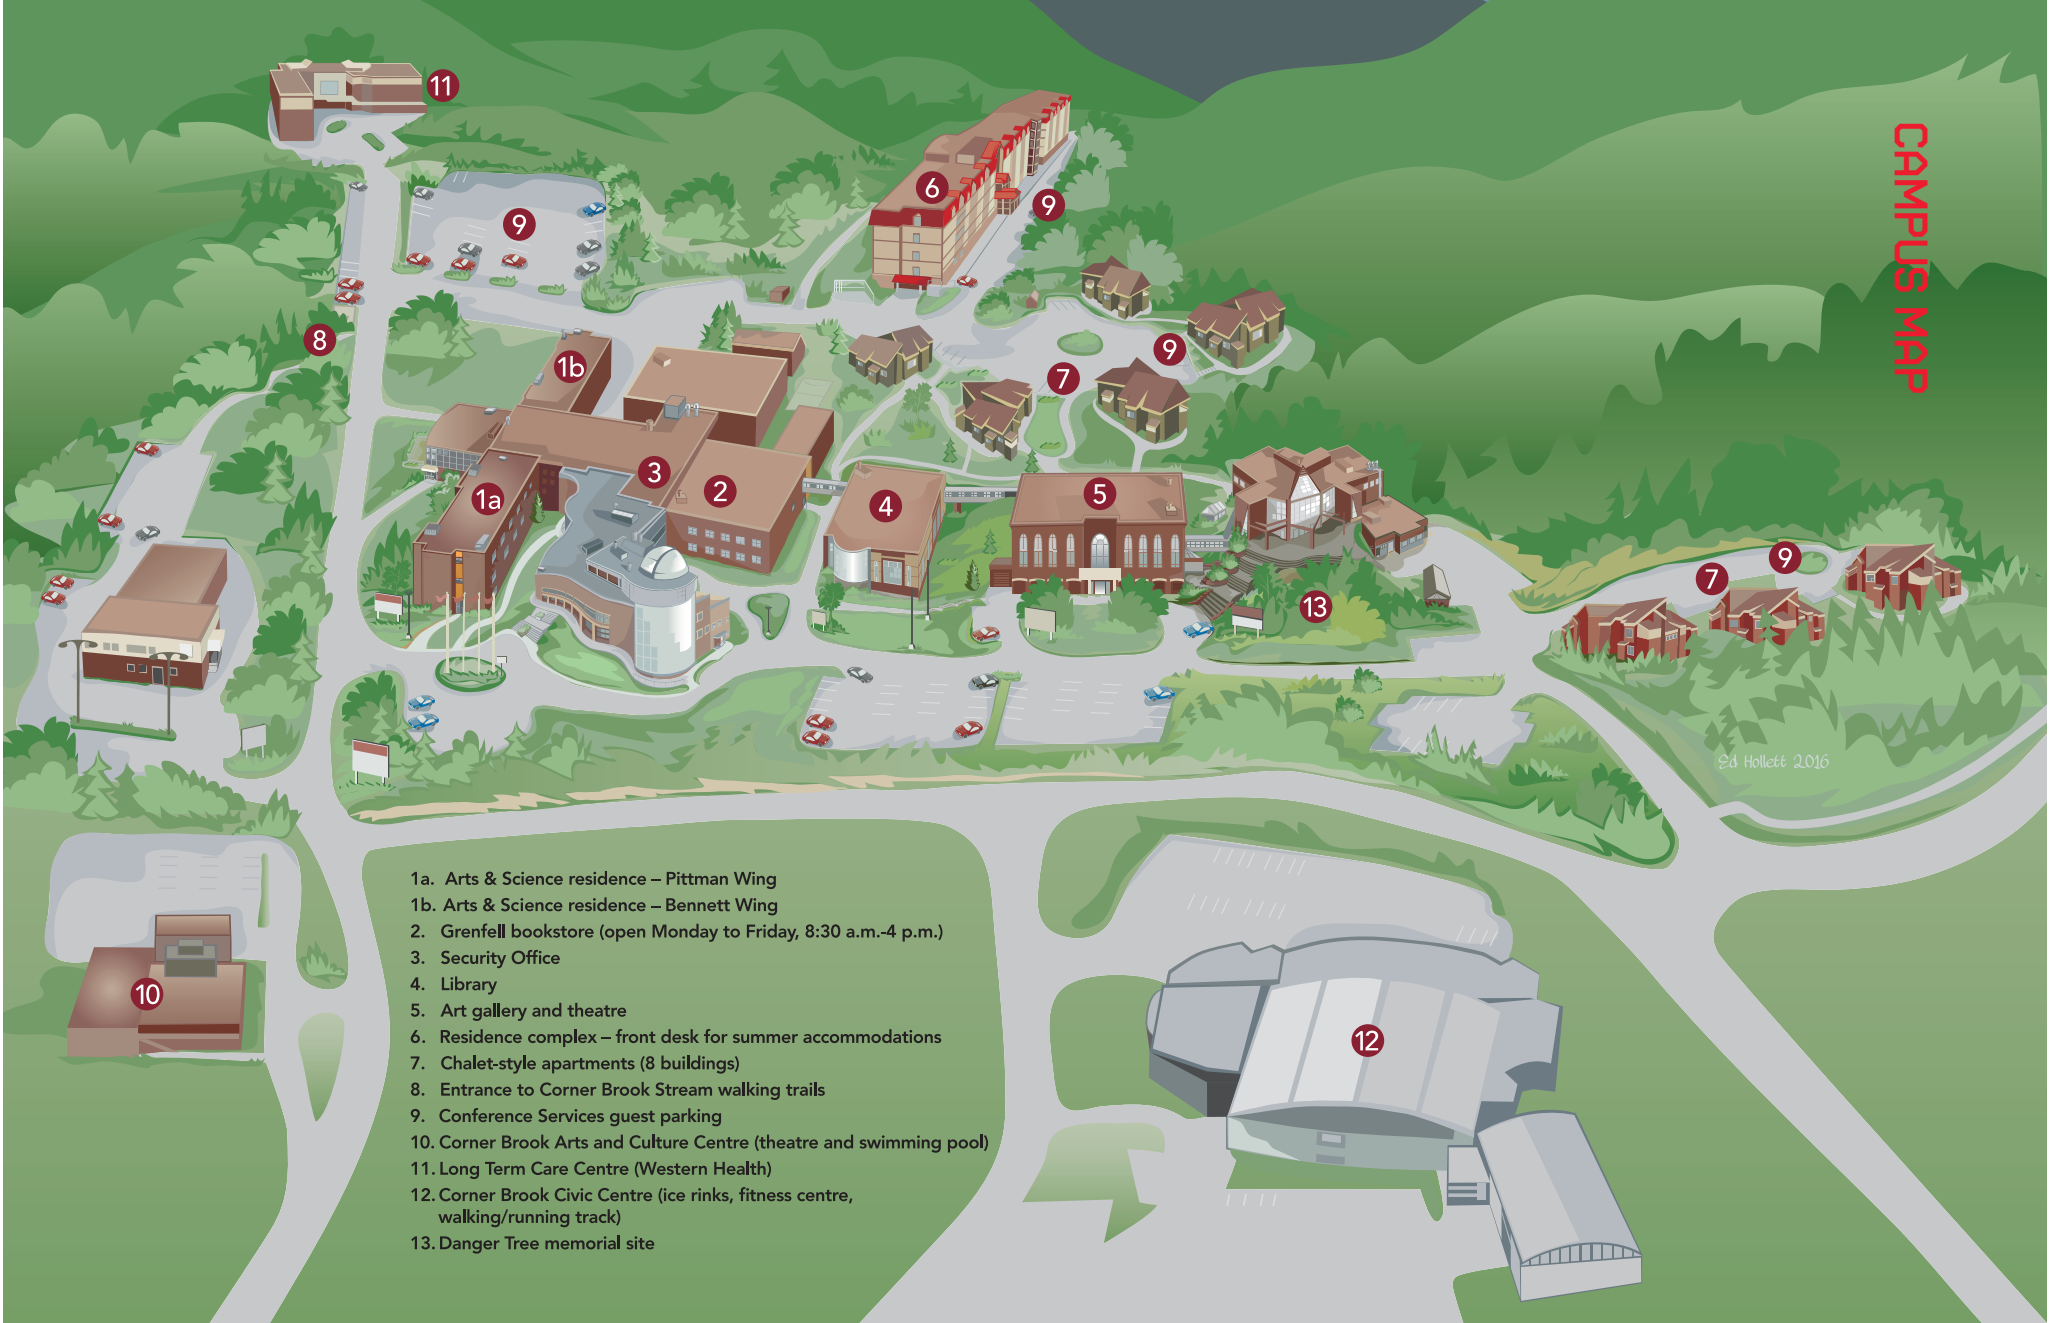 CAMPUS MAP
11
6
9
9
8
1b
9
7
3
2
1a
4
5
13
7
9
Ed Hollett 2016
10
12
1a. Arts & Science residence – Pittman Wing
1b. Arts & Science residence – Bennett Wing
2. Grenfell bookstore (open Monday to Friday, 8:30 a.m.-4 p.m.)
3. Security Office
4. Library
5. Art gallery and theatre
6. Residence complex – front desk for summer accommodations
7. Chalet-style apartments (8 buildings)
8. Entrance to Corner Brook Stream walking trails
9. Conference Services guest parking
10. Corner Brook Arts and Culture Centre (theatre and swimming pool)
11. Long Term Care Centre (Western Health)
12. Corner Brook Civic Centre (ice rinks, fitness centre,
walking/running track)
13. Danger Tree memorial site